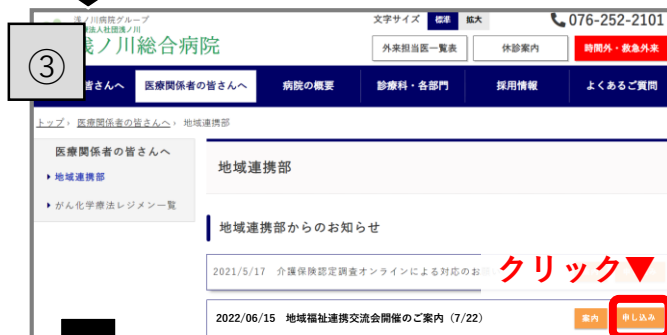 浅ノ川病院グループ
文字サイズ 標準 拡大 076-252-2101
浅ノ川総合病院
外来担当医一覧表 休診案内 時間外・救急外来
③
皆さんへ 医療関係者の皆さんへ 病院の概要 診療科・各部門 採用情報 よくあるご質問
トップ › 医療関係者の皆さんへ › 地域連携部
医療関係者の皆さんへ
地域連携部
がん化学療法レジメン一覧
地域連携部
地域連携部からのお知らせ
2021/5/17 介護保険認定調査オンラインによる対応のお
クリック▼
2022/06/15 地域福祉連携交流会開催のご案内（7/22） 案内 申し込み